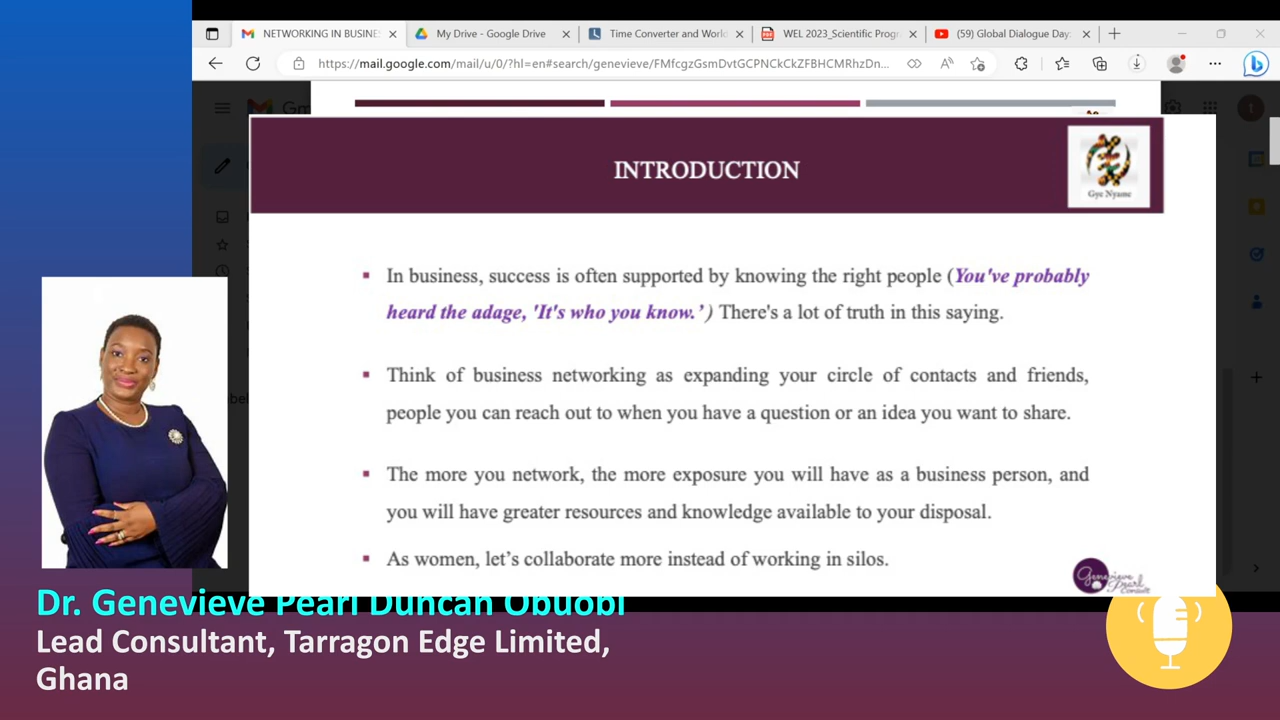 NETWORKING IN BUSINE
My Drive - Google Drive
Time Converter and World
WEL 2023_Scientific Progr
(59) Global Dialogue Day:
https://mail.google.com/mail/u/0/?hl=en#search/genevieve/FMfcgzGsmDvtGCPNCkCkZFBHCMRhzDn...
INTRODUCTION
Gye Nyame
▪ In business, success is often supported by knowing the right people (You've probably
heard the adage, 'It's who you know.’) There's a lot of truth in this saying.
▪ Think of business networking as expanding your circle of contacts and friends,
people you can reach out to when you have a question or an idea you want to share.
▪ The more you network, the more exposure you will have as a business person, and
you will have greater resources and knowledge available to your disposal.
▪ As women, let’s collaborate more instead of working in silos.
Genevieve
Pearl
Consult
Dr. Genevieve Pearl Duncan Obuobi
Lead Consultant, Tarragon Edge Limited,
Ghana